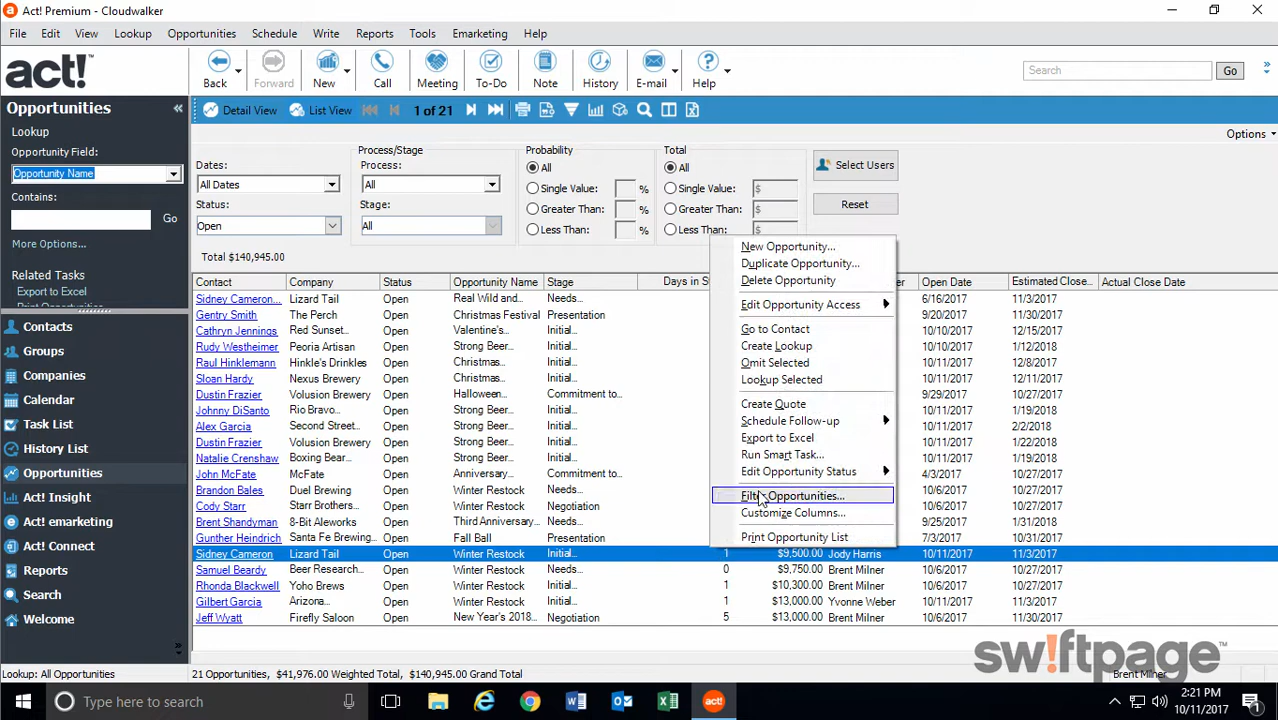 Act! Premium - Cloudwalker
File Edit View Lookup Opportunities Schedule Write Reports Tools Emarketing Help
act!
Back Forward New Call Meeting To-Do Note History E-mail Help
Search Go
Opportunities
Detail View List View 1 of 21
Lookup
Options
Opportunity Field:
Opportunity Name
Contains:
Go
More Options...
Related Tasks
Export to Excel
Dates: Process/Stage Probability Total
All Dates Process: All All Select Users
Status: Stage: Single Value: % Single Value: $
Open All Greater Than: % Greater Than: $ Reset
Less Than: % Less Than: $
Total $140,945.00
Contact Company Status Opportunity Name Stage Days in S Open Date Estimated Close... Actual Close Date
Sidney Cameron... Lizard Tail Open Real Wild and... Needs... 6/16/2017 11/3/2017
Gentry Smith The Perch Open Christmas Festival Presentation 9/20/2017 11/30/2017
Cathryn Jennings Red Sunset... Open Valentine's... Initial... 10/10/2017 12/15/2017
Rudy Westheimer Peoria Artisan Open Strong Beer... Initial... 10/10/2017 1/12/2018
Raul Hinklemann Hinkle's Drinkles Open Christmas... Initial... 10/10/2017 12/8/2017
Sloan Hardy Nexus Brewery Open Christmas... Initial... 10/10/2017 12/11/2017
Dustin Frazier Volusion Brewery Open Halloween... Commitment to... 10/6/2017 10/27/2017
Johnny DiSanto Rio Bravo... Open Strong Beer... Initial... 10/11/2017 1/19/2018
Alex Garcia Second Street... Open Strong Beer... Initial... 10/11/2017 2/2/2018
Dustin Frazier Volusion Brewery Open Strong Beer... Initial... 10/11/2017 1/22/2018
Natalie Crenshaw Brewery... Open Strong Beer... Initial... 10/11/2017 1/19/2018
John McFate McFate Open Anniversary... Commitment to... 4/3/2017 10/27/2017
Brandon Bales Duel Brewing Open Winter Restock Needs... 10/6/2017 10/27/2017
Cody Starr Open Winter Restock Negotiation 10/6/2017 10/27/2017
Brent Shandyman 8-Bit Aleworks Open Third Anniversary... Commitment to... 9/25/2017 10/27/2017
Gunther Heindrich Santa Fe Brewing Open Fall Ball Presentation 7/3/2017 10/27/2017
Sidney Cameron Lizard Tail Open Winter Restock Initial... 1 $9,500.00 Jody Harris 10/11/2017 11/3/2017
Samuel Beardy Beer Research... Open Winter Restock Needs... 0 $9,750.00 Brent Milner 10/6/2017 10/27/2017
Rhonda Blackwell Yoho Brews Open Winter Restock Initial... 1 $10,300.00 Brent Milner 10/6/2017 10/27/2017
Gilbert Garcia Arizona... Open Winter Restock Initial... 1 $13,000.00 Yvonne Weber 10/11/2017 11/3/2017
Jeff Wyatt Firefly Saloon Open New Year's 2018... Negotiation 5 $13,000.00 Brent Milner 10/6/2017 11/30/2017
New Opportunity...
Duplicate Opportunity...
Delete Opportunity
Edit Opportunity Access
Go to Contact
Create Lookup
Omit Selected
Lookup Selected
Create Quote
Schedule Follow-up
Export to Excel
Run Smart Task...
Edit Opportunity Status
Filter Opportunities...
Customize Columns...
Print Opportunity List
Contacts
Groups
Companies
Calendar
Task List
History List
Opportunities
Act! Insight
Act! emarketing
Act! Connect
Reports
Search
Welcome
sw!ftpage
Lookup: All Opportunities 21 Opportunities, $41,976.00 Weighted Total, $140,945.00 Grand Total Brent Milner
Type here to search
2:21 PM
10/11/2017